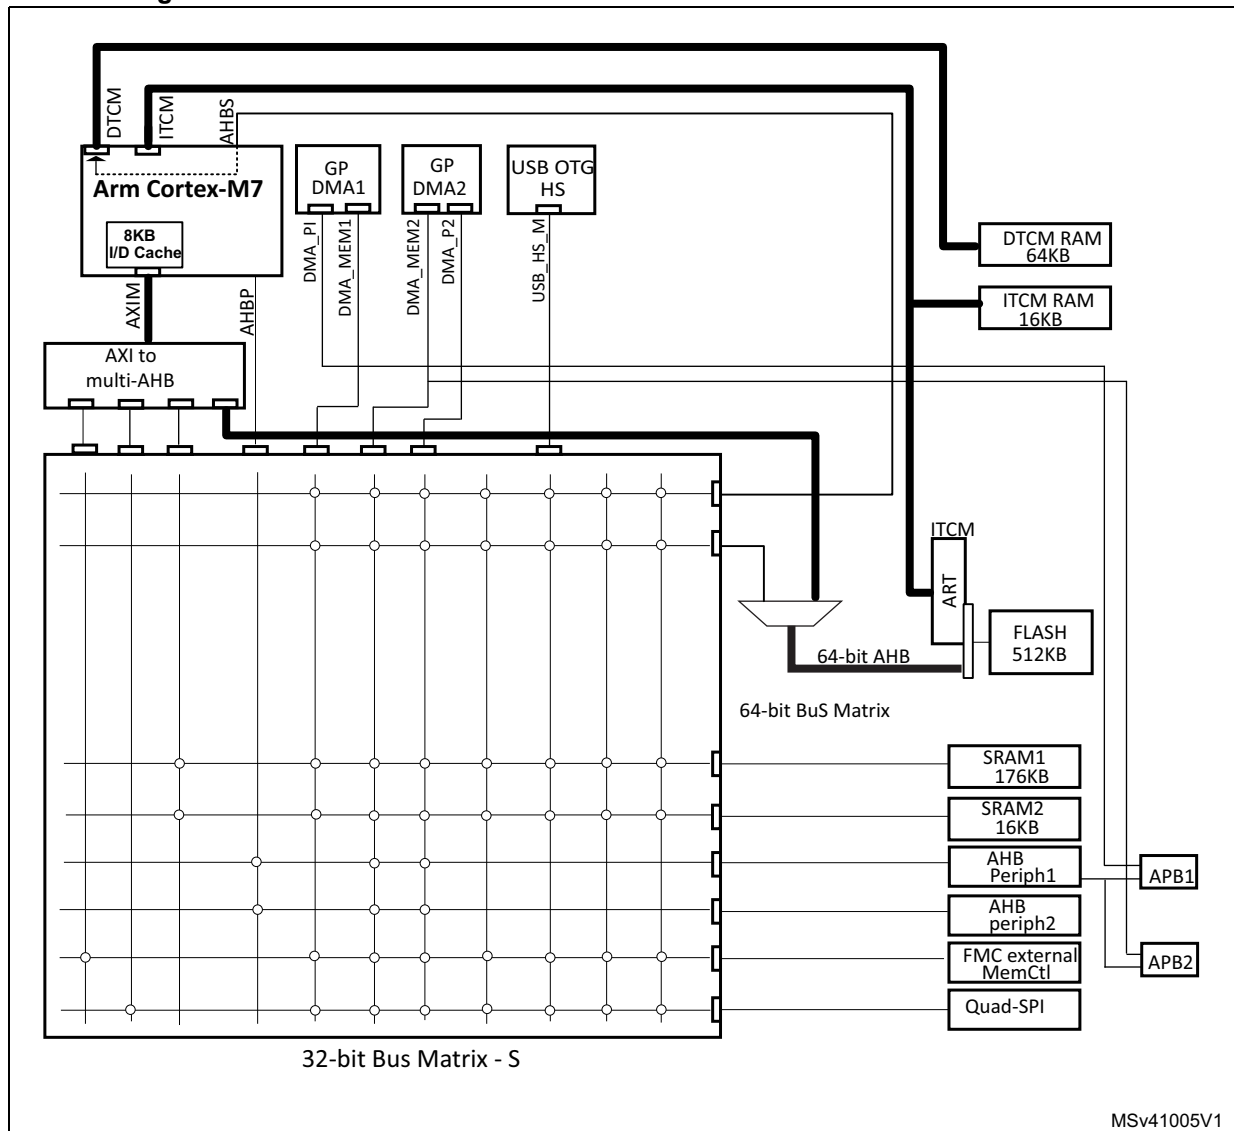 DTCM
ITCM
AHBS
Arm Cortex-M7
8KB
I/D Cache
AXIM
AHBP
GP
DMA1
GP
DMA2
USB OTG
HS
DMA_PI
DMA_MEM1
DMA_MEM2
DMA_P2
USB_HS_M
DTCM RAM
64KB
ITCM RAM
16KB
AXI to
multi-AHB
ITCM
ART
FLASH
512KB
64-bit AHB
64-bit BuS Matrix
SRAM1
176KB
SRAM2
16KB
AHB
Periph1
APB1
AHB
periph2
FMC external
MemCtl
APB2
Quad-SPI
32-bit Bus Matrix - S
MSv41005V1